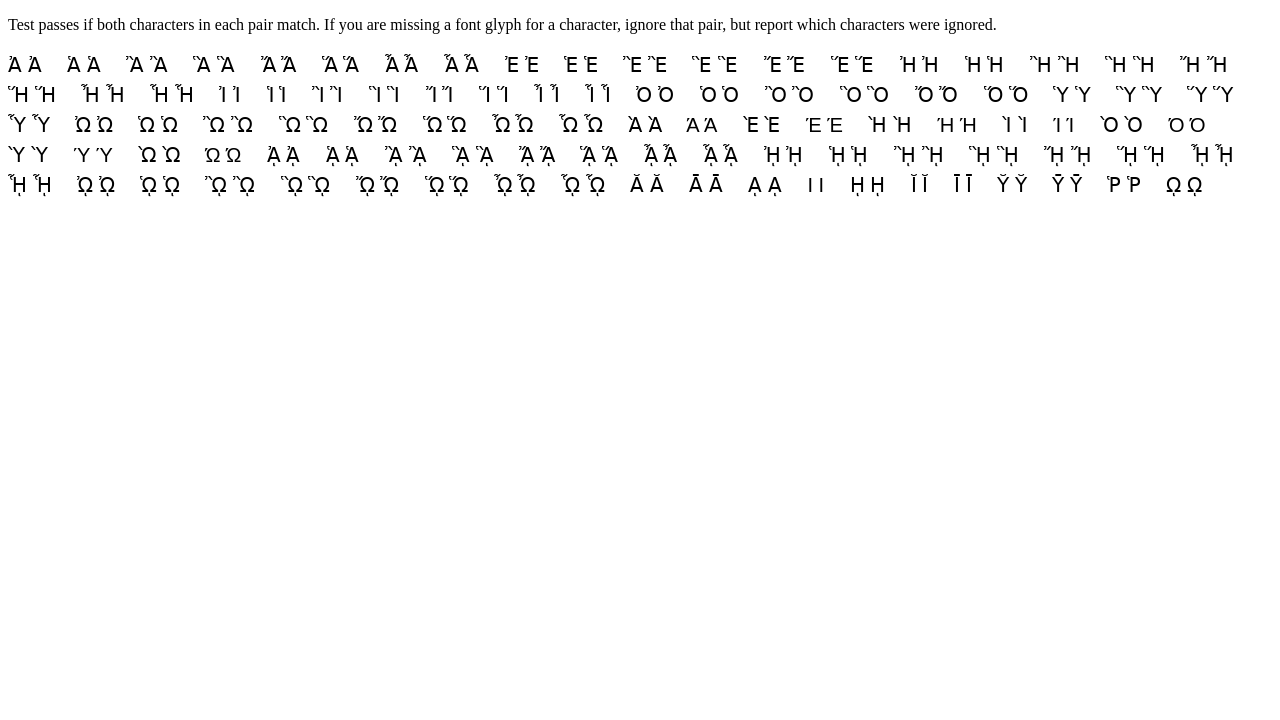 Test passes if both characters in each pair match. If you are missing a font glyph for a character, ignore that pair, but report which characters were ignored.
Ἀ Ἀ Ἁ Ἁ Ἂ Ἂ Ἃ Ἃ Ἄ Ἄ Ἅ Ἅ Ἆ Ἆ Ἇ Ἇ Ἐ Ἐ Ἑ Ἑ Ἒ Ἒ Ἓ Ἓ Ἔ Ἔ Ἕ Ἕ Ἠ Ἠ Ἡ Ἡ Ἢ Ἢ Ἣ Ἣ Ἤ Ἤ
Ἥ Ἥ Ἦ Ἦ Ἧ Ἧ Ἰ Ἰ Ἱ Ἱ Ἲ Ἲ Ἳ Ἳ Ἴ Ἴ Ἵ Ἵ Ἶ Ἶ Ἷ Ἷ Ὀ Ὀ Ὁ Ὁ Ὂ Ὂ Ὃ Ὃ Ὄ Ὄ Ὅ Ὅ Ὑ Ὑ Ὓ Ὓ Ὕ Ὕ
Ὗ Ὗ Ὠ Ὠ Ὡ Ὡ Ὢ Ὢ Ὣ Ὣ Ὤ Ὤ Ὥ Ὥ Ὦ Ὦ Ὧ Ὧ Ὰ Ὰ Ά Ά Ὲ Ὲ Έ Έ Ὴ Ὴ Ή Ή Ὶ Ὶ Ί Ί Ὸ Ὸ Ό Ό
Ὺ Ὺ Ύ Ύ Ὼ Ὼ Ώ Ώ ᾈ ᾈ ᾉ ᾉ ᾊ ᾊ ᾋ ᾋ ᾌ ᾌ ᾍ ᾍ ᾎ ᾎ ᾏ ᾏ ᾘ ᾘ ᾙ ᾙ ᾚ ᾚ ᾛ ᾛ ᾜ ᾜ ᾝ ᾝ ᾞ ᾞ
ᾟ ᾟ ᾨ ᾨ ᾩ ᾩ ᾪ ᾪ ᾫ ᾫ ᾬ ᾬ ᾭ ᾭ ᾮ ᾮ ᾯ ᾯ Ᾰ Ᾰ Ᾱ Ᾱ ᾼ ᾼ Ι Ι ῌ ῌ Ῐ Ῐ Ῑ Ῑ Ῠ Ῠ Ῡ Ῡ Ῥ Ῥ ῼ ῼ